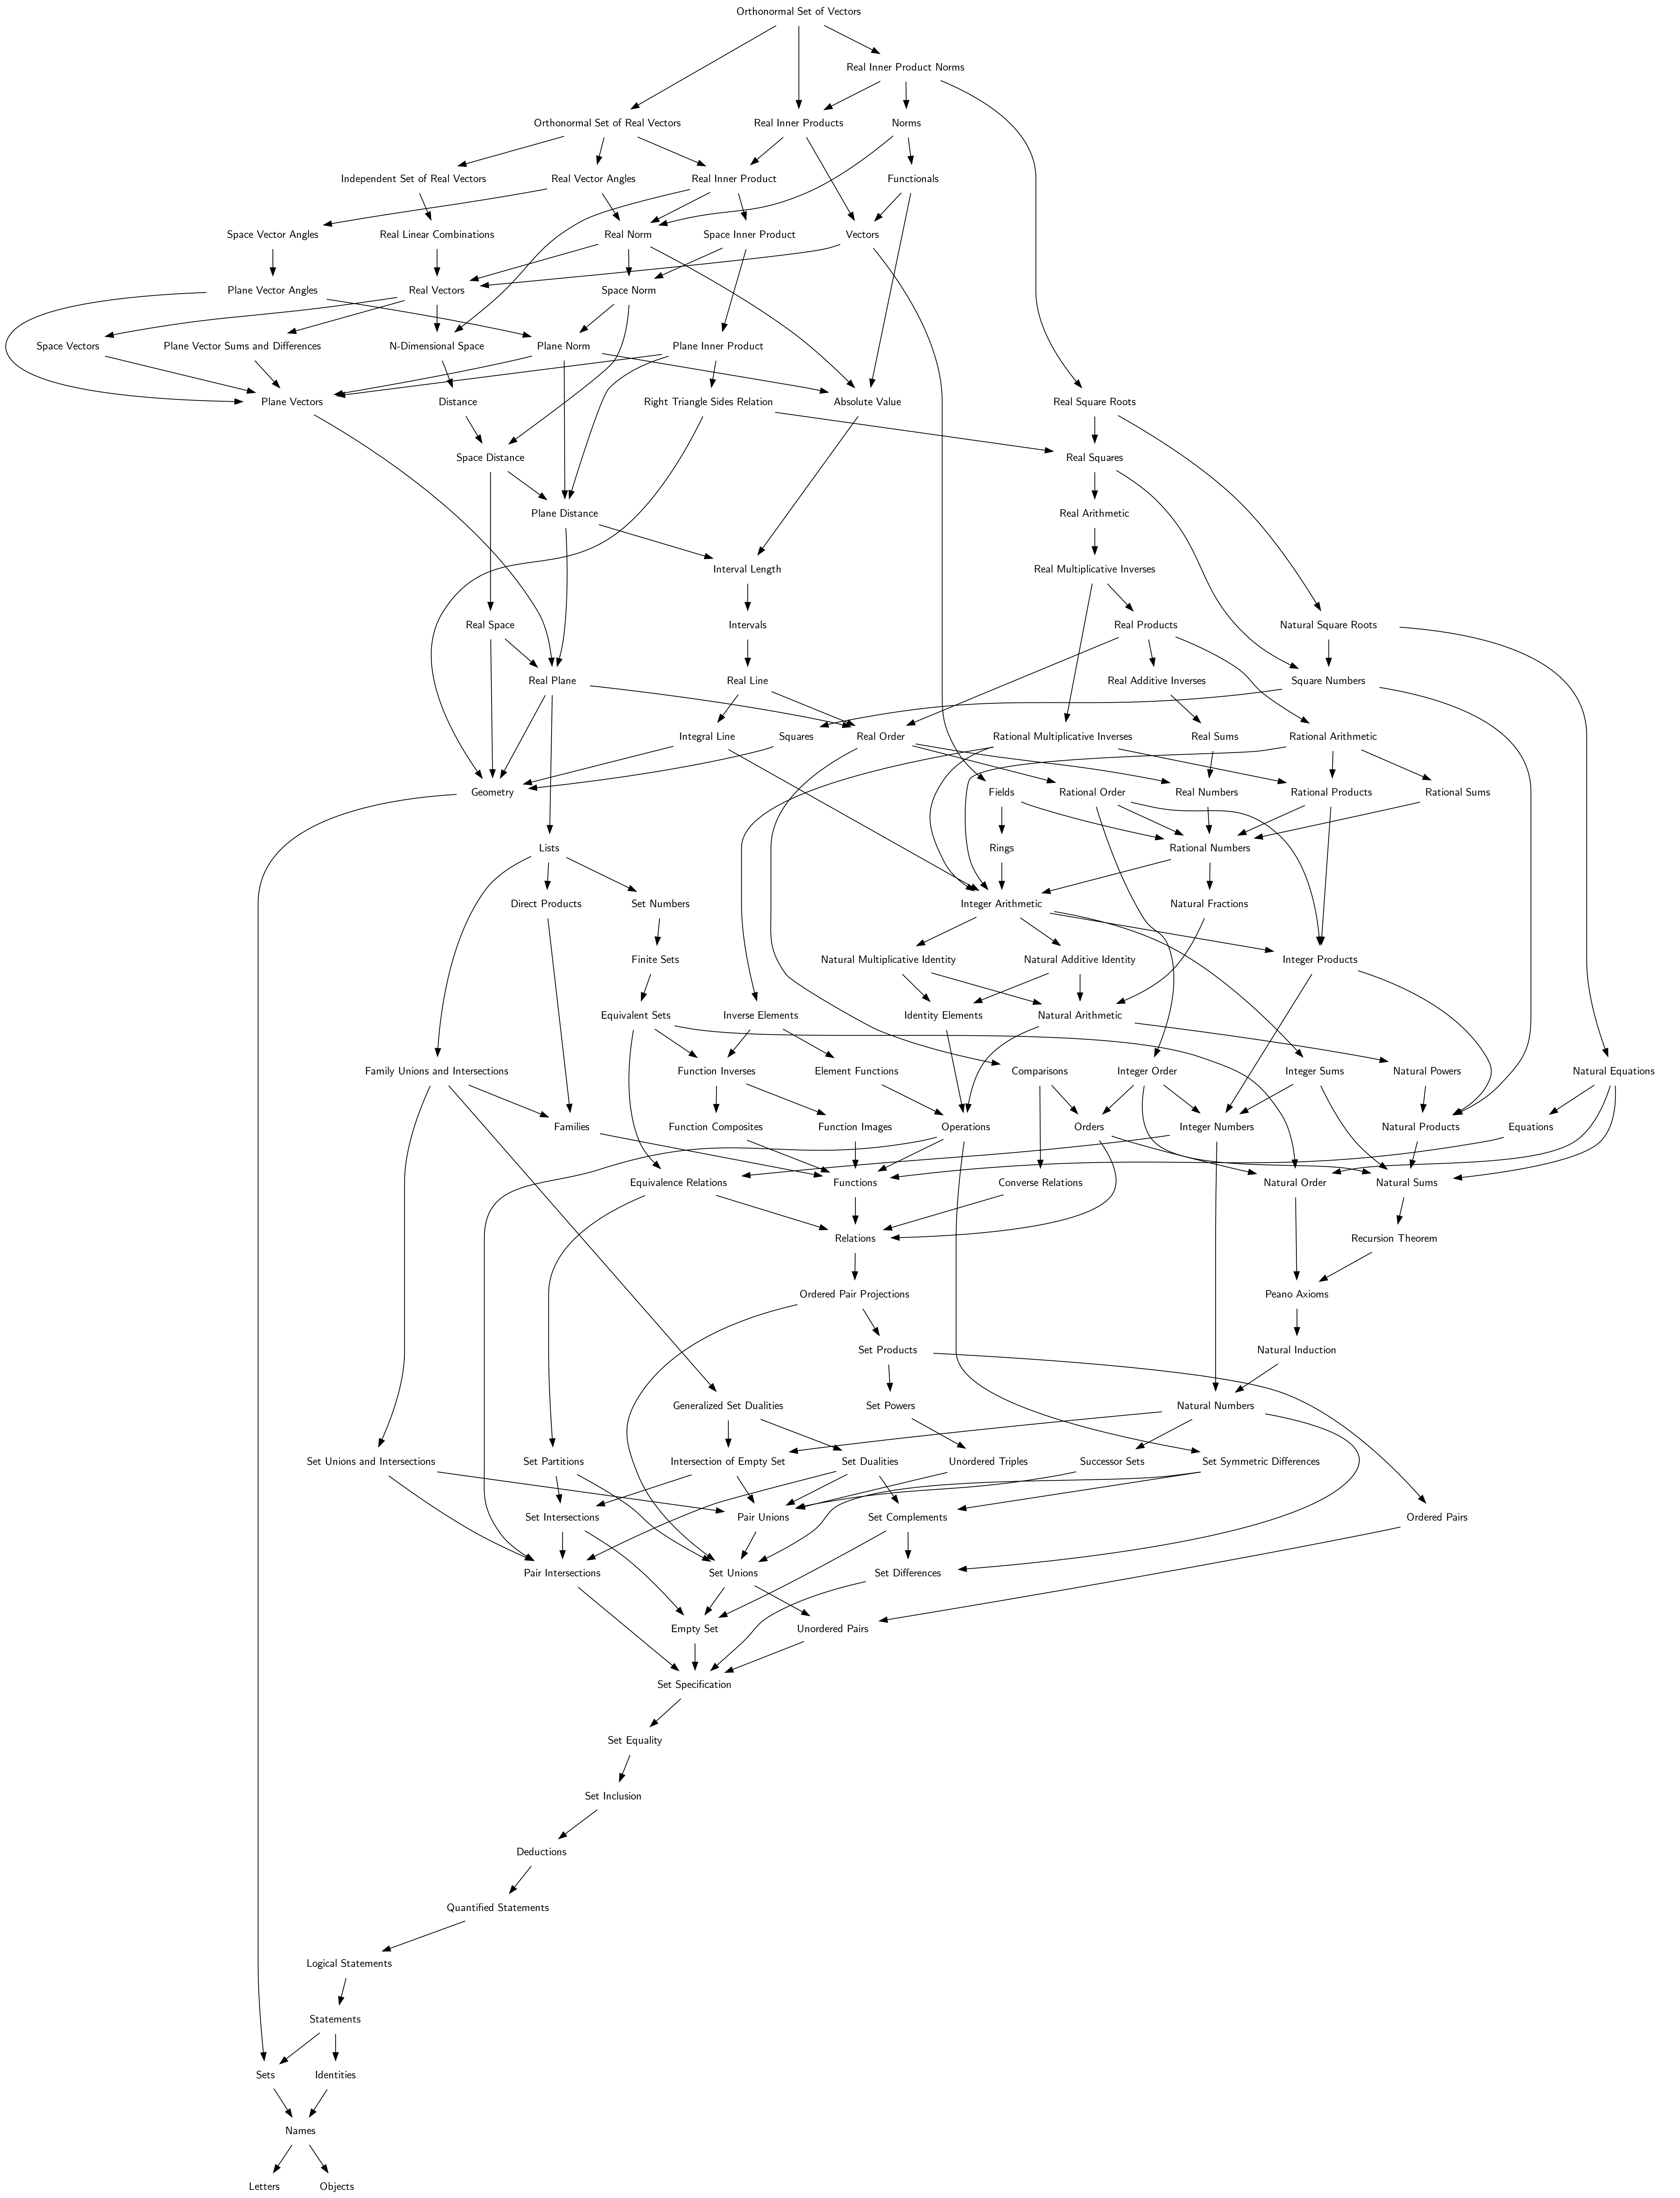 Orthonormal Set of Vectors
Real Inner Product Norms
Orthonormal Set of Real Vectors
Real Inner Products
Norms
Independent Set of Real Vectors
Real Vector Angles
Real Inner Product
Functionals
Space Vector Angles
Real Linear Combinations
Real Norm
Space Inner Product
Vectors
Plane Vector Angles
Real Vectors
Space Norm
Space Vectors
Plane Vector Sums and Differences
N-Dimensional Space
Plane Norm
Plane Inner Product
Plane Vectors
Distance
Right Triangle Sides Relation
Absolute Value
Real Square Roots
Space Distance
Real Squares
Plane Distance
Real Arithmetic
Interval Length
Real Multiplicative Inverses
Real Space
Intervals
Real Products
Natural Square Roots
Real Plane
Real Line
Real Additive Inverses
Square Numbers
Integral Line
Squares
Real Order
Rational Multiplicative Inverses
Real Sums
Rational Arithmetic
Geometry
Fields
Rational Order
Real Numbers
Rational Products
Rational Sums
Lists
Rings
Rational Numbers
Direct Products
Set Numbers
Integer Arithmetic
Natural Fractions
Finite Sets
Natural Multiplicative Identity
Natural Additive Identity
Integer Products
Equivalent Sets
Inverse Elements
Identity Elements
Natural Arithmetic
Family Unions and Intersections
Function Inverses
Element Functions
Comparisons
Integer Order
Integer Sums
Natural Powers
Natural Equations
Families
Function Composites
Function Images
Operations
Orders
Integer Numbers
Natural Products
Equations
Equivalence Relations
Functions
Converse Relations
Natural Order
Natural Sums
Relations
Recursion Theorem
Ordered Pair Projections
Peano Axioms
Set Products
Natural Induction
Generalized Set Dualities
Set Powers
Natural Numbers
Set Unions and Intersections
Set Partitions
Intersection of Empty Set
Set Dualities
Unordered Triples
Successor Sets
Set Symmetric Differences
Set Intersections
Pair Unions
Set Complements
Ordered Pairs
Pair Intersections
Set Unions
Set Differences
Empty Set
Unordered Pairs
Set Specification
Set Equality
Set Inclusion
Deductions
Quantified Statements
Logical Statements
Statements
Sets
Identities
Names
Letters
Objects